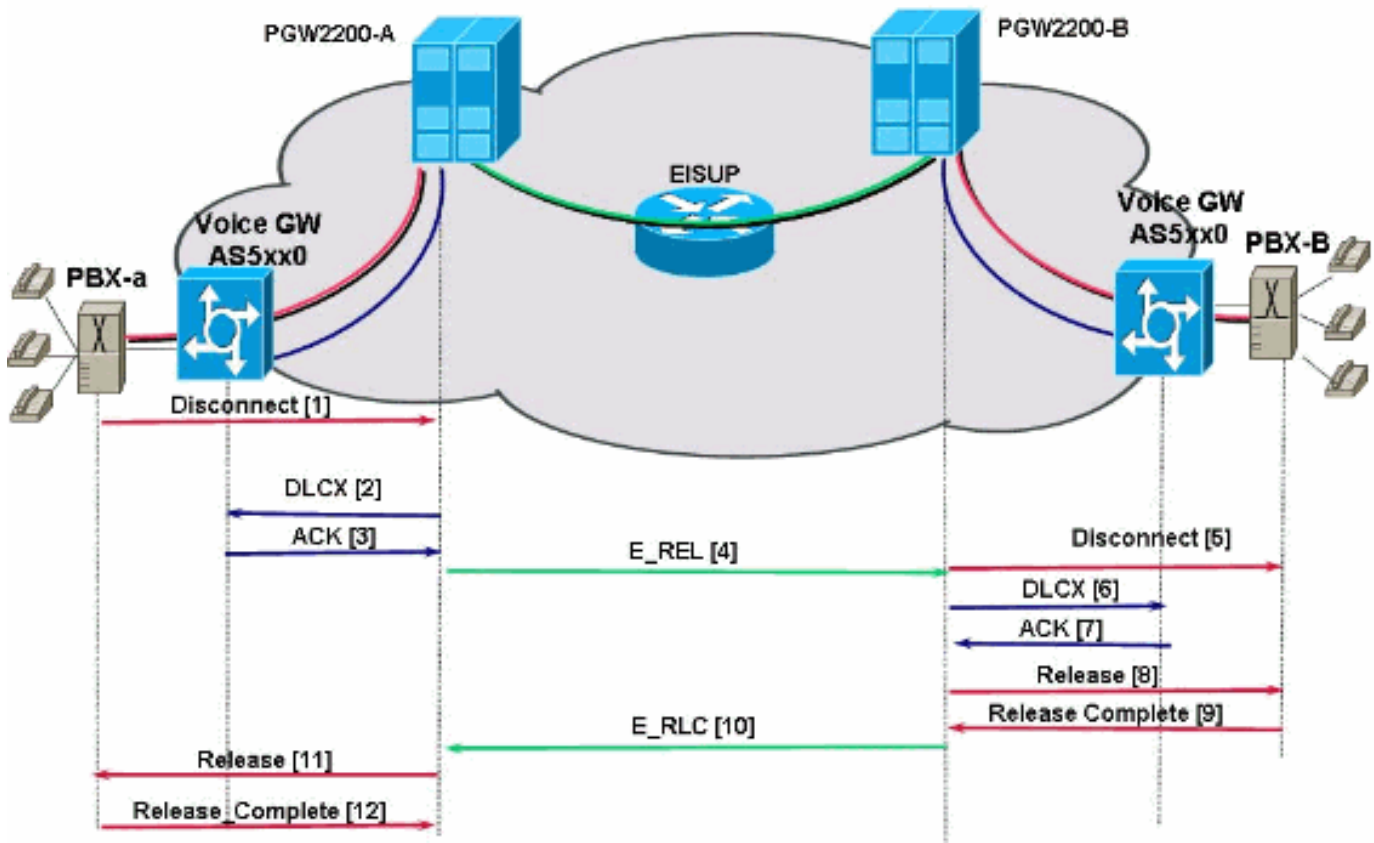 PGW2200-A
PGW2200-B
EISUP
Voice GW
AS5xx0
Voice GW
AS5xx0
PBX-a
PBX-B
Disconnect [1]
DLCX [2]
ACK [3]
E_REL [4]
Disconnect [5]
DLCX [6]
ACK [7]
Release [8]
Release Complete [9]
E_RLC [10]
Release [11]
Release_Complete [12]